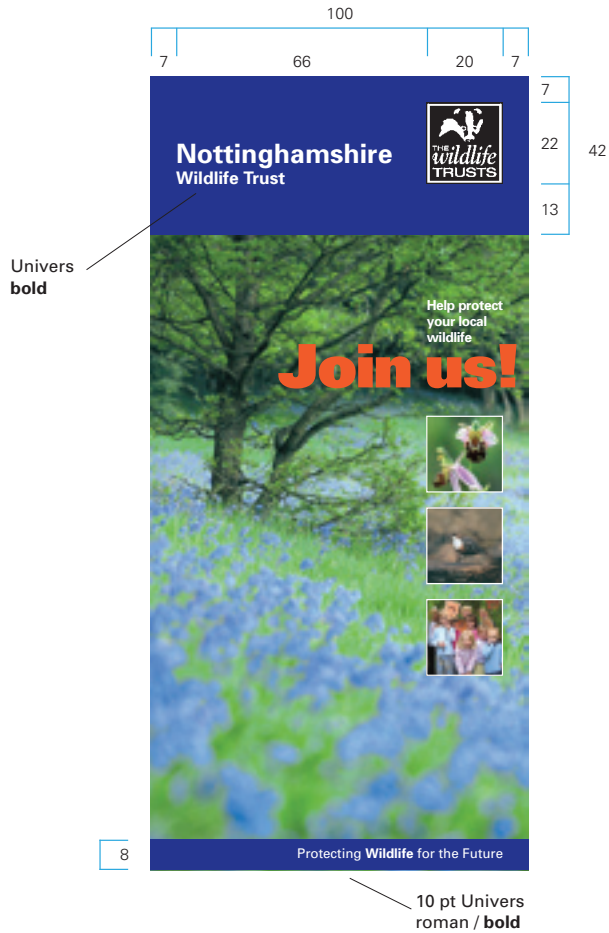 100
7 66 20 7
7
22
42
13
Nottinghamshire
Wildlife Trust
THE
wildlife
TRUSTS
Univers
bold
Help protect
your local
wildlife
Join us!
8
Protecting Wildlife for the Future
10 pt Univers
roman / bold